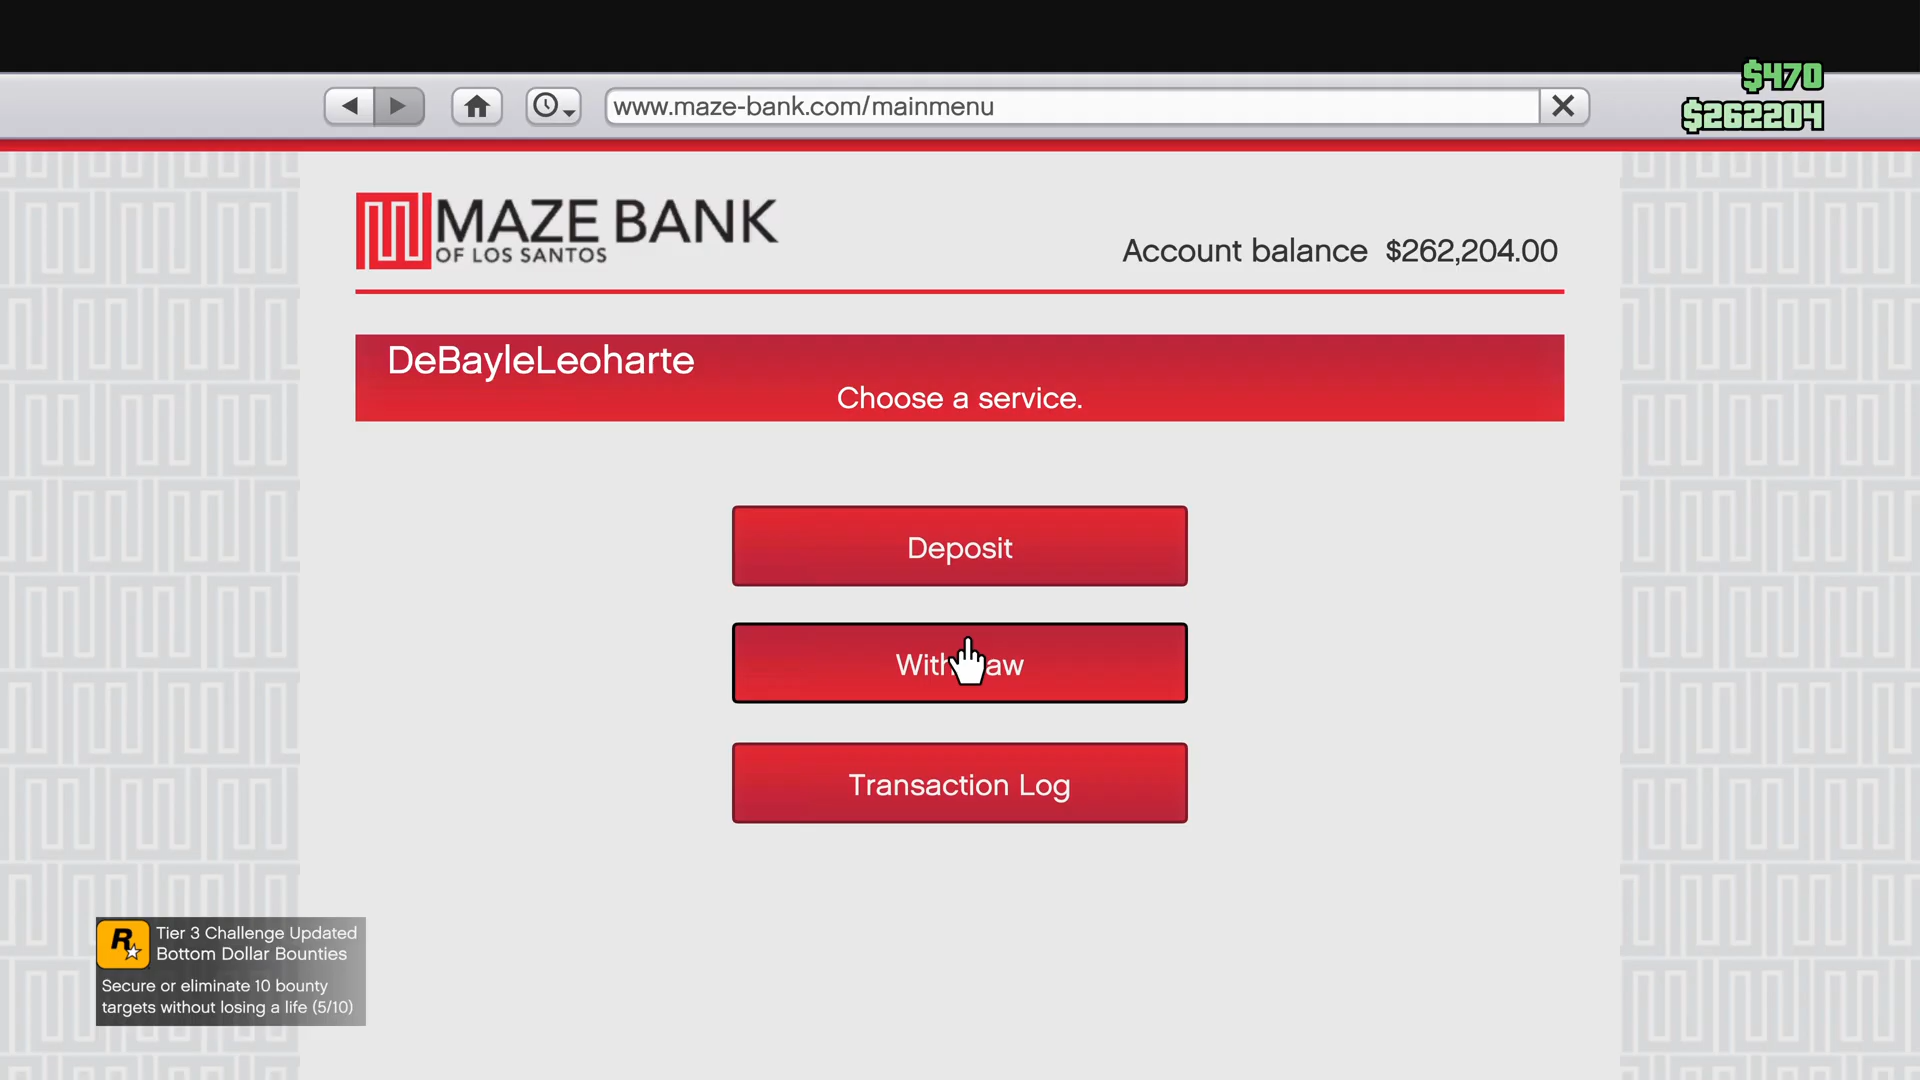 $470
www.maze-bank.com/mainmenu
$262204
MAZE BANK
OF LOS SANTOS
Account balance $262,204.00
DeBayleLeoharte
Choose a service.
Deposit
Transaction Log
R
Tier 3 Challenge Updated
Bottom Dollar Bounties
Secure or eliminate 10 bounty
targets without losing a life (5/10)